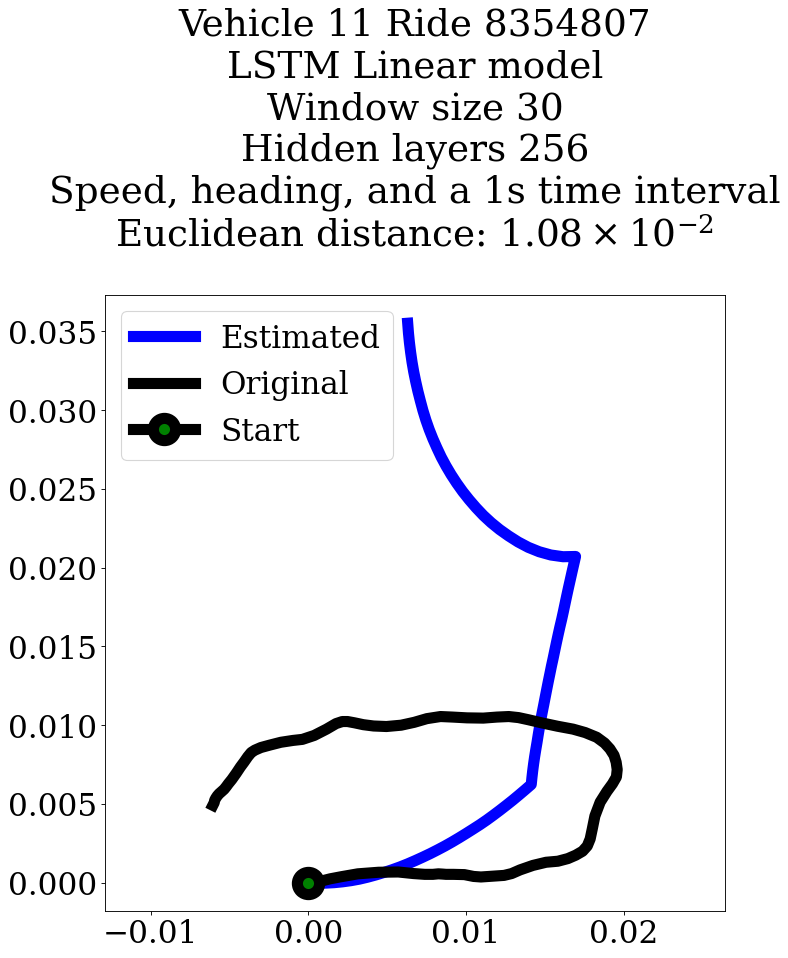 Vehicle 11 Ride 8354807
LSTM Linear model
Window size 30
Hidden layers 256
Speed, heading, and a 1s time interval
Euclidean distance: 1.08 × 10⁻²
Estimated
Original
Start
0.035
0.030
0.025
0.020
0.015
0.010
0.005
0.000
−0.01 0.00 0.01 0.02